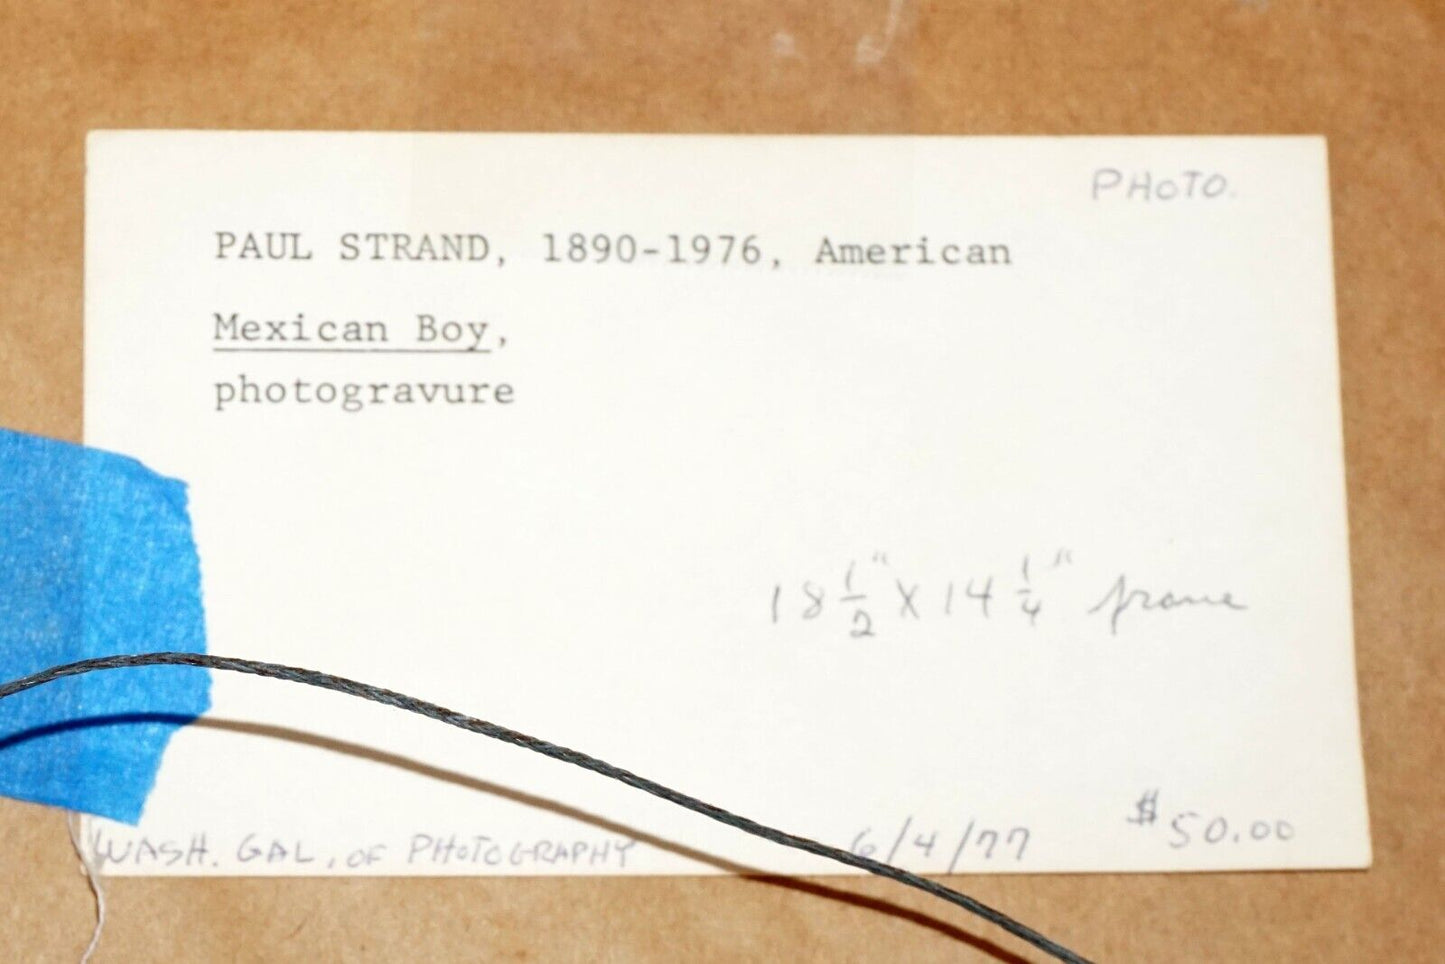 PHOTO.
PAUL STRAND, 1890-1976, American
Mexican Boy,
photogravure
18 1/2" X 14 1/4" frame
$50.00
WASH. GAL. OF PHOTOGRAPHY 6/4/77